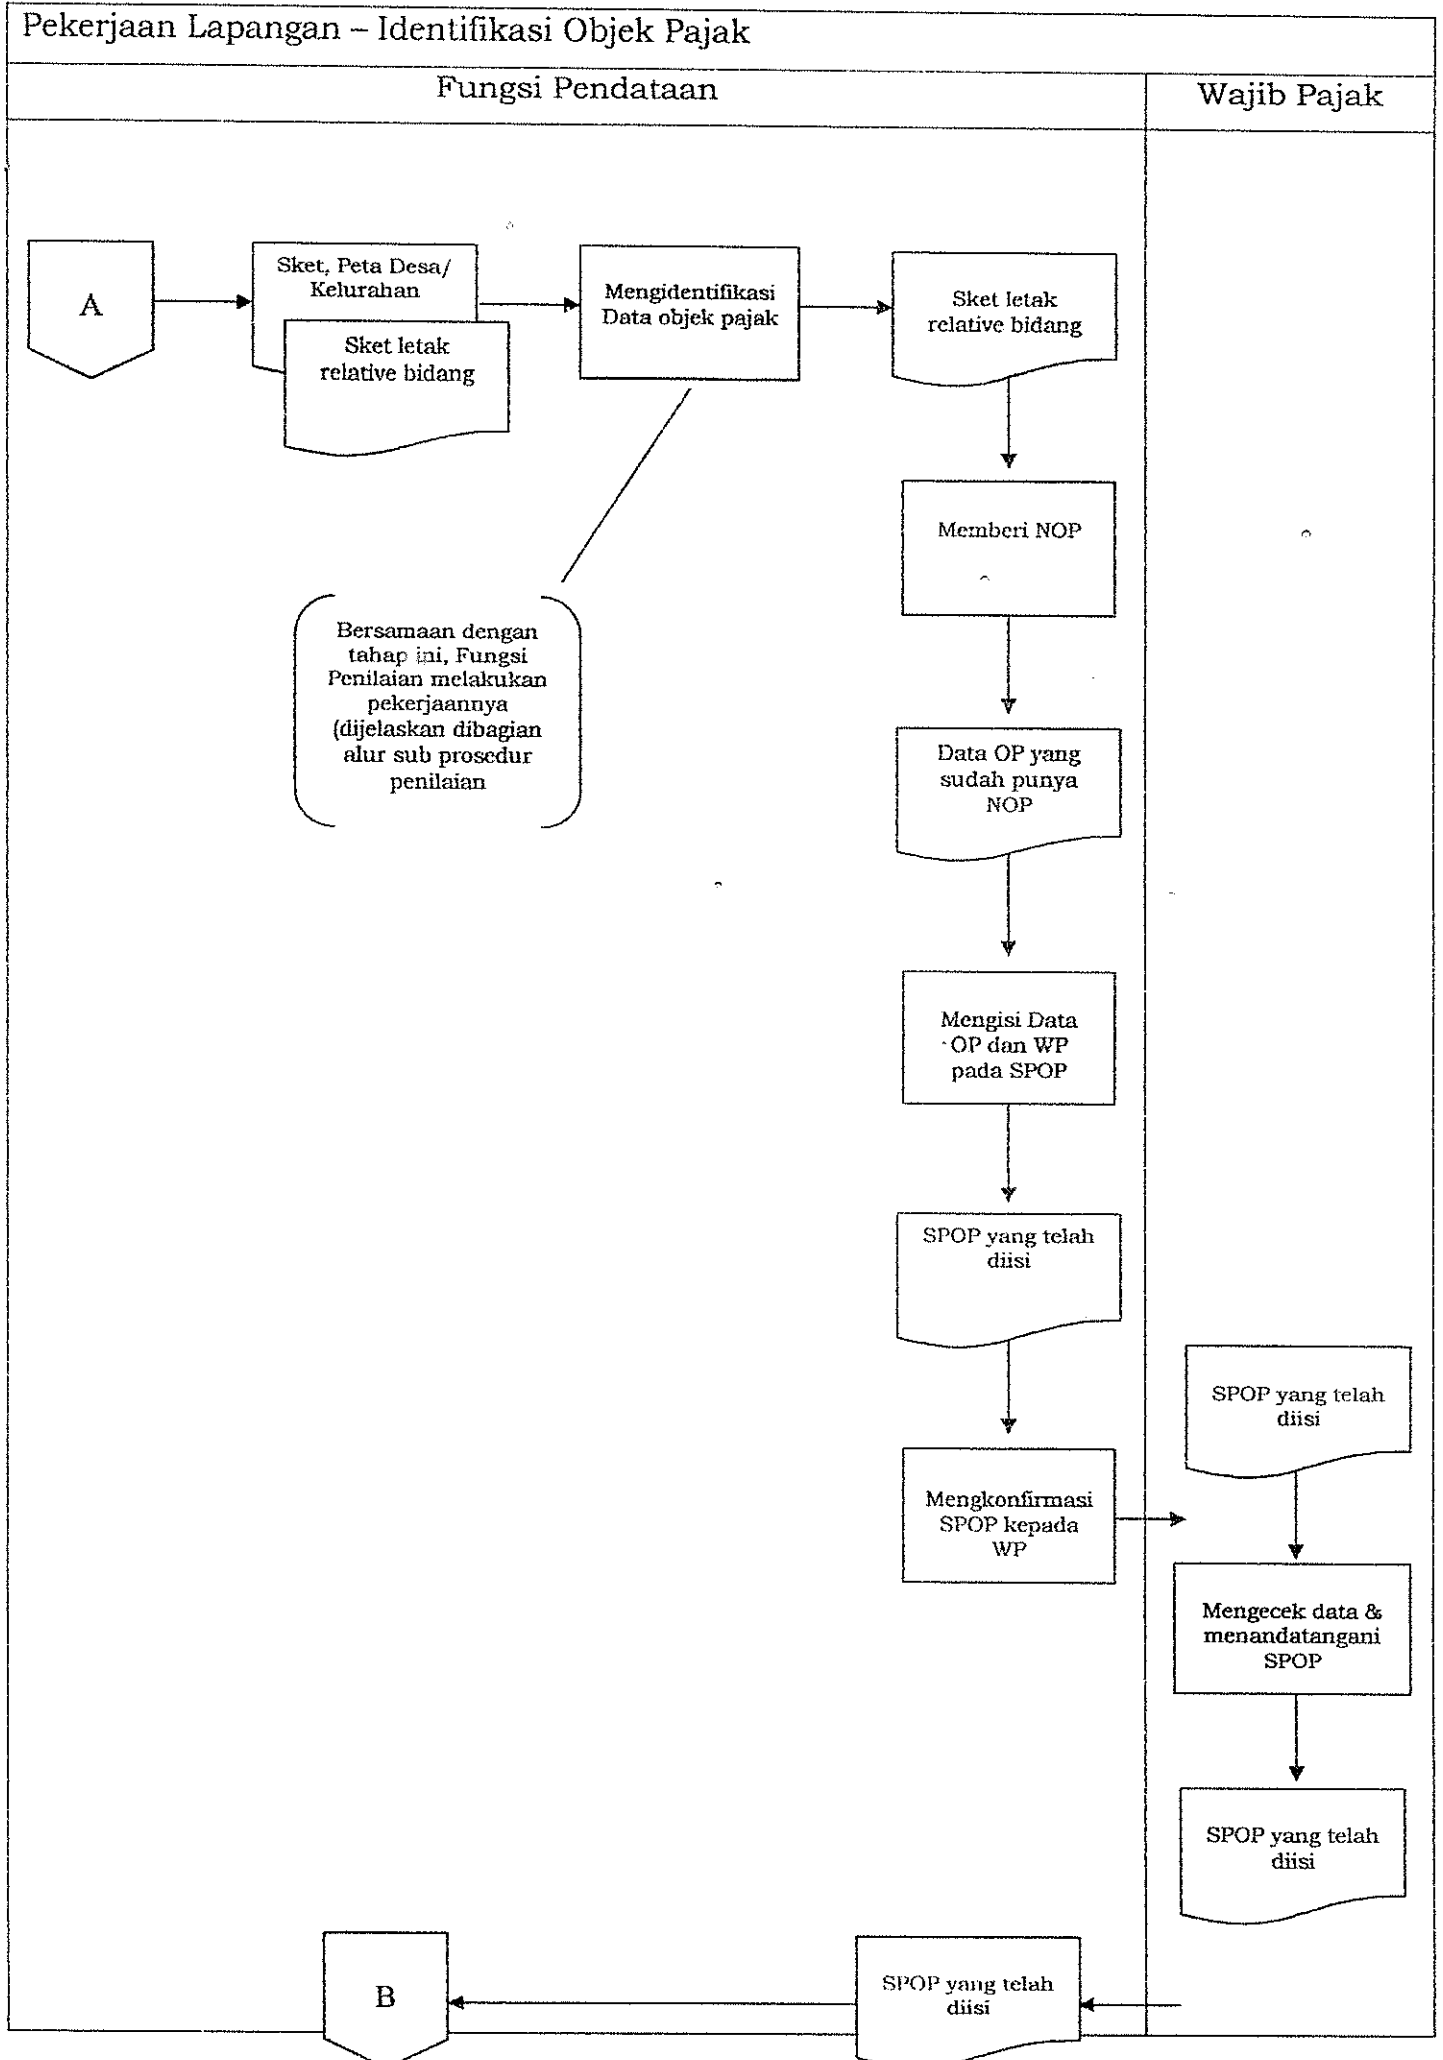 Pekerjaan Lapangan – Identifikasi Objek Pajak
Fungsi Pendataan
Wajib Pajak
A
Sket, Peta Desa/
Kelurahan
Sket letak
relative bidang
Mengidentifikasi
Data objek pajak
Sket letak
relative bidang
Memberi NOP
Bersamaan dengan
tahap ini, Fungsi
Penilaian melakukan
pekerjaannya
(dijelaskan dibagian
alur sub prosedur
penilaian
Data OP yang
sudah punya
NOP
Mengisi Data
OP dan WP
pada SPOP
SPOP yang telah
diisi
Mengkonfirmasi
SPOP kepada
WP
SPOP yang telah
diisi
Mengecek data &
menandatangani
SPOP
SPOP yang telah
diisi
SPOP yang telah
diisi
B